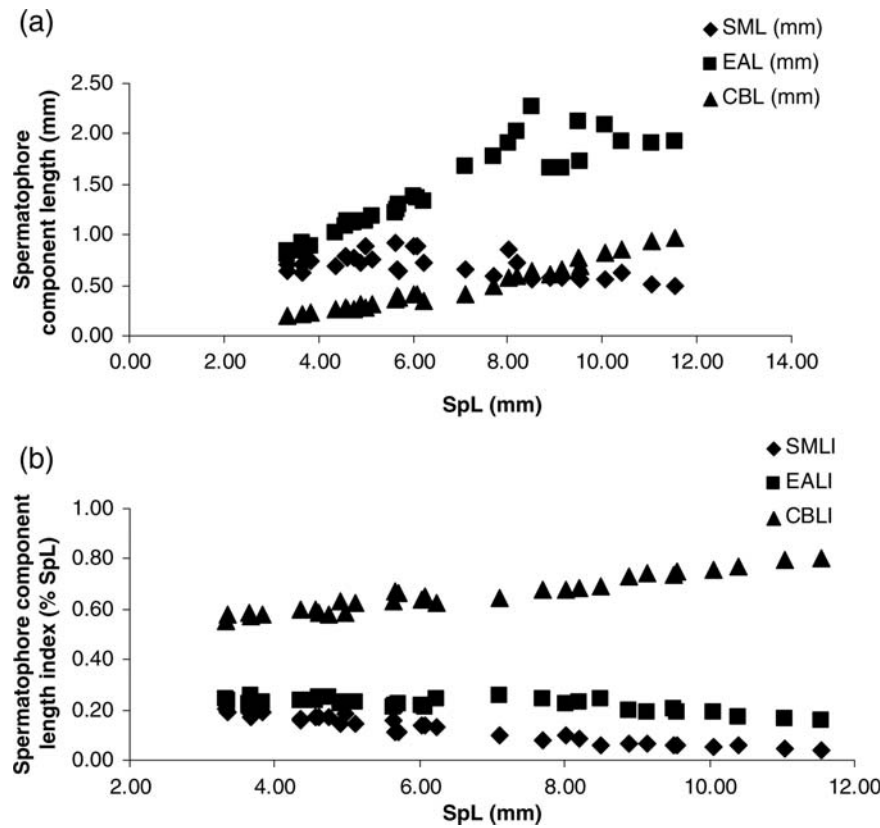 (a)
SML (mm)
EAL (mm)
CBL (mm)
Spermatophore
component length (mm)
2.50
2.00
1.50
1.00
0.50
0.00
0.00 2.00 4.00 6.00 8.00 10.00 12.00 14.00
SpL (mm)
(b)
SMLI
EALI
CBLI
Spermatophore component
length index (% SpL)
1.00
0.80
0.60
0.40
0.20
0.00
2.00 4.00 6.00 8.00 10.00 12.00
SpL (mm)